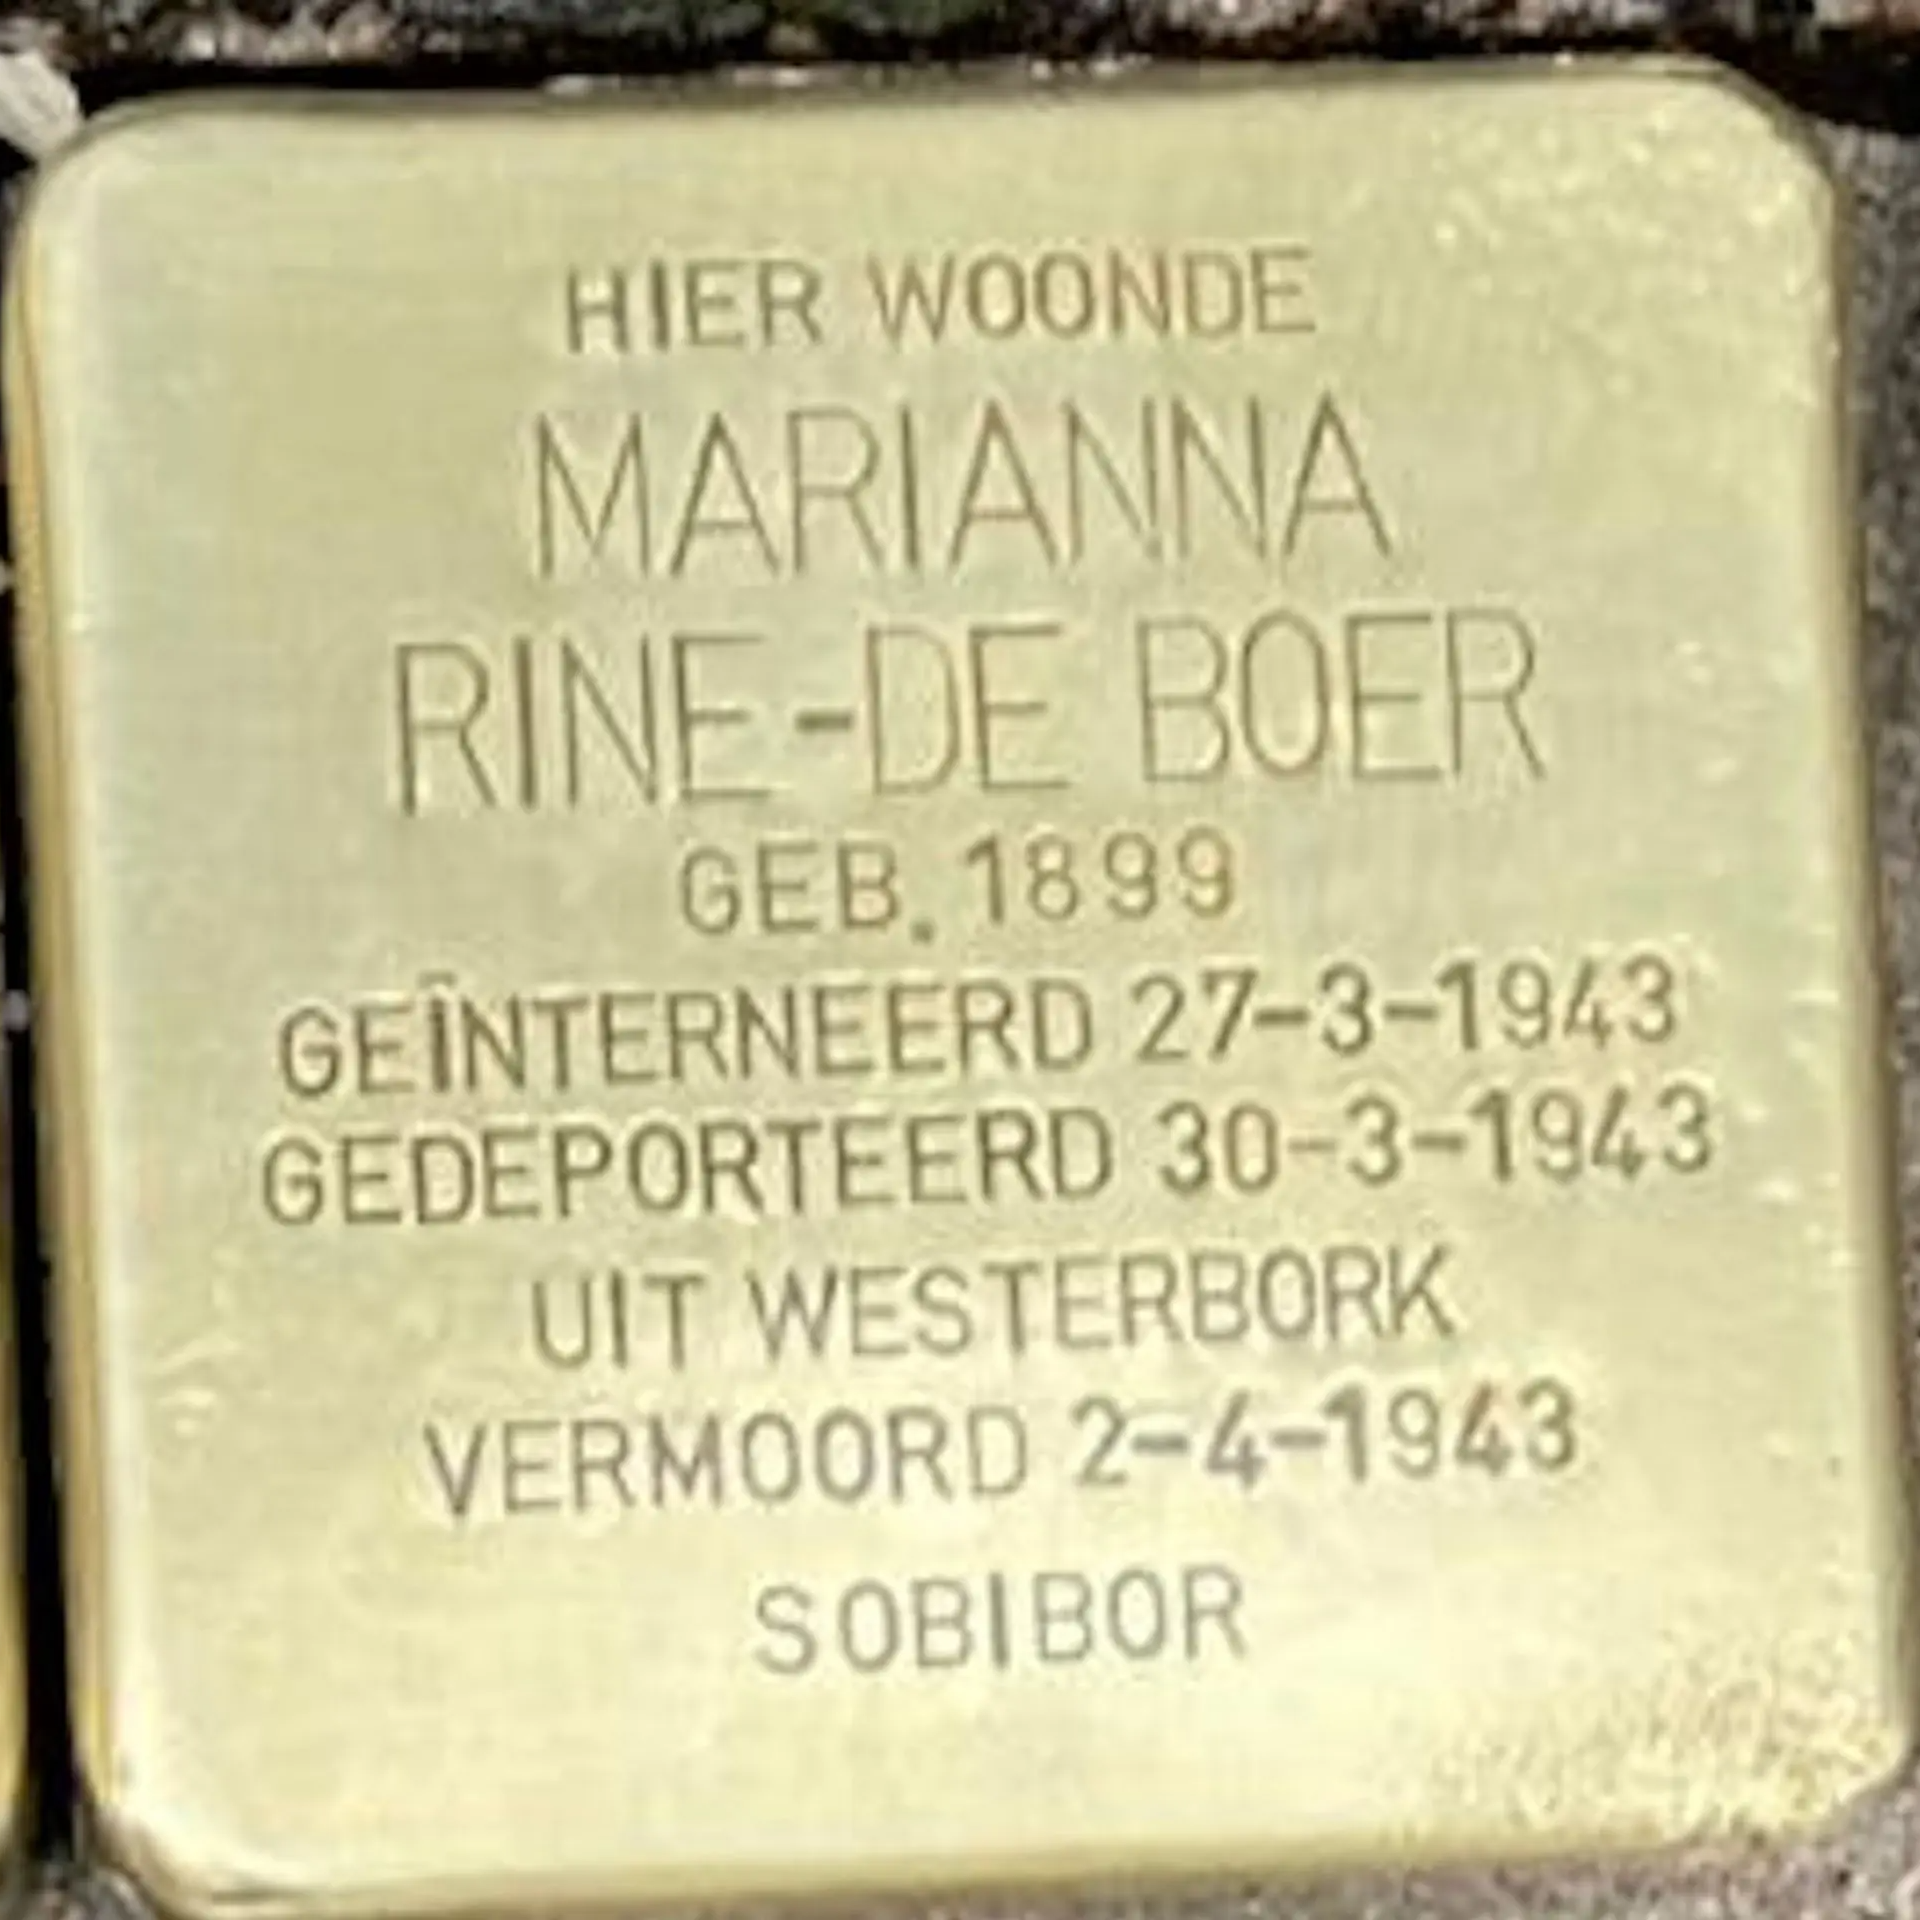 HIER WOONDE
MARIANNA
RINE-DE BOER
GEB. 1899
GEÏNTERNEERD 27-3-1943
GEDEPORTEERD 30-3-1943
UIT WESTERBORK
VERMOORD 2-4-1943
SOBIBOR